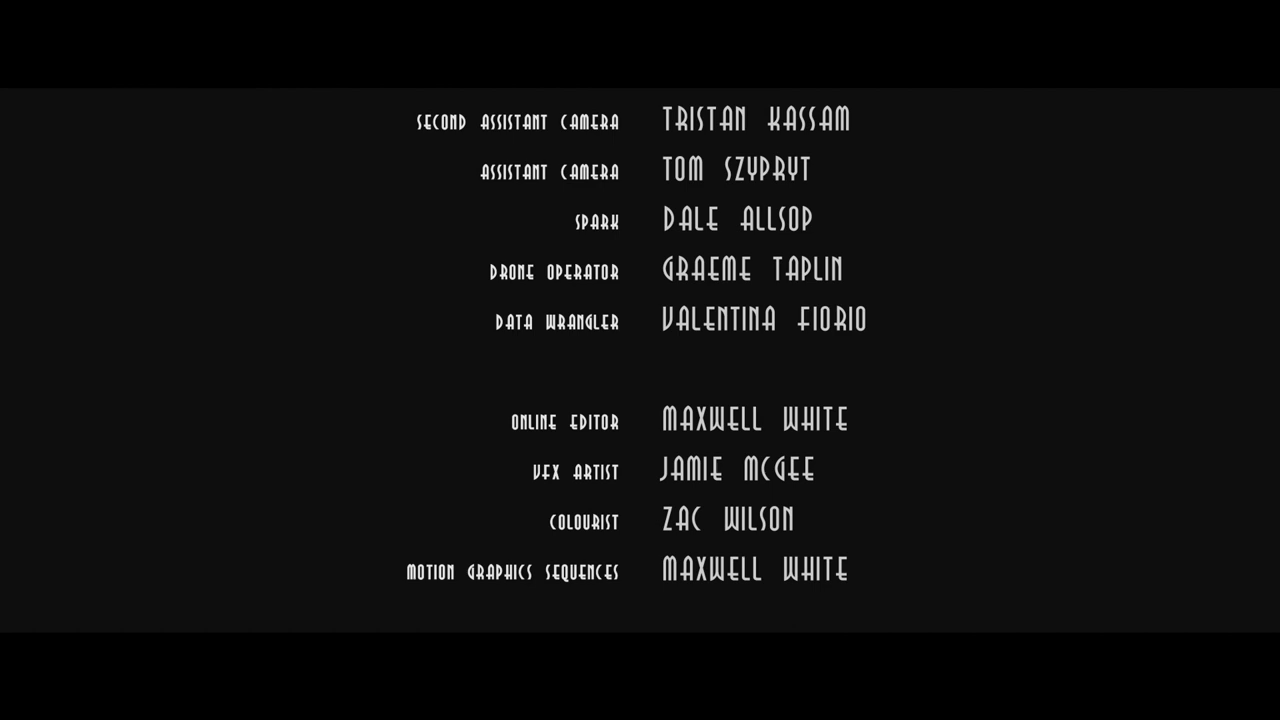 SECOND ASSISTANT CAMERA TRISTAN KASSAM
ASSISTANT CAMERA TOM SZYPRYT
SPARK DALE ALLSOP
DRONE OPERATOR GRAEME TAPLIN
DATA WRANGLER VALENTINA FIORIO
ONLINE EDITOR MAXWELL WHITE
VFX ARTIST JAMIE MCGEE
COLOURIST ZAC WILSON
MOTION GRAPHICS SEQUENCES MAXWELL WHITE